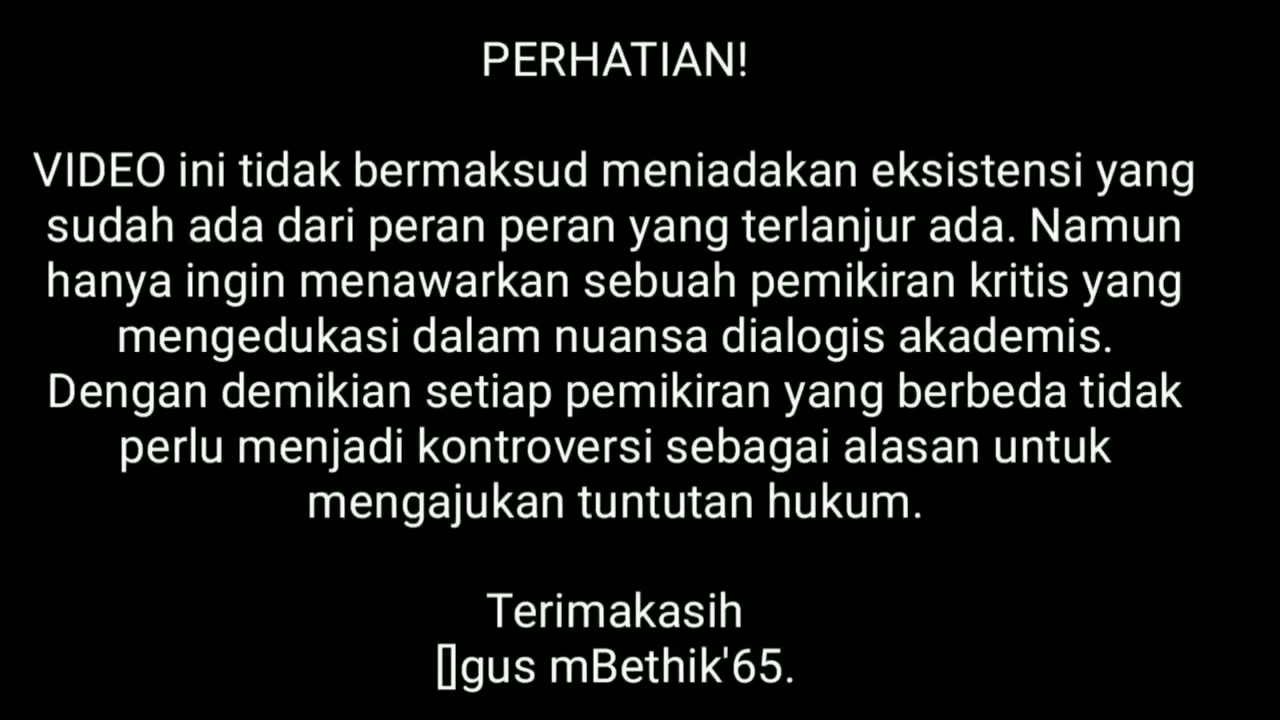 PERHATIAN!
VIDEO ini tidak bermaksud meniadakan eksistensi yang
sudah ada dari peran peran yang terlanjur ada. Namun
hanya ingin menawarkan sebuah pemikiran kritis yang
mengedukasi dalam nuansa dialogis akademis.
Dengan demikian setiap pemikiran yang berbeda tidak
perlu menjadi kontroversi sebagai alasan untuk
mengajukan tuntutan hukum.
Terimakasih
[]gus mBethik'65.